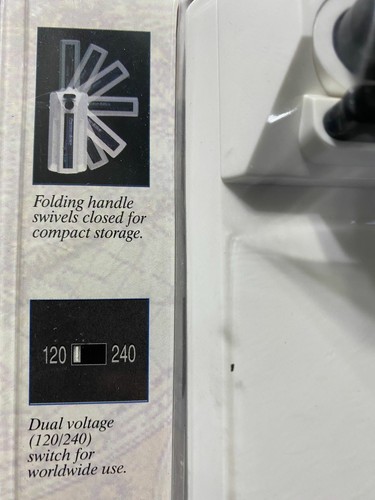 Folding handle
swivels closed for
compact storage.
120 240
Dual voltage
(120/240)
switch for
worldwide use.